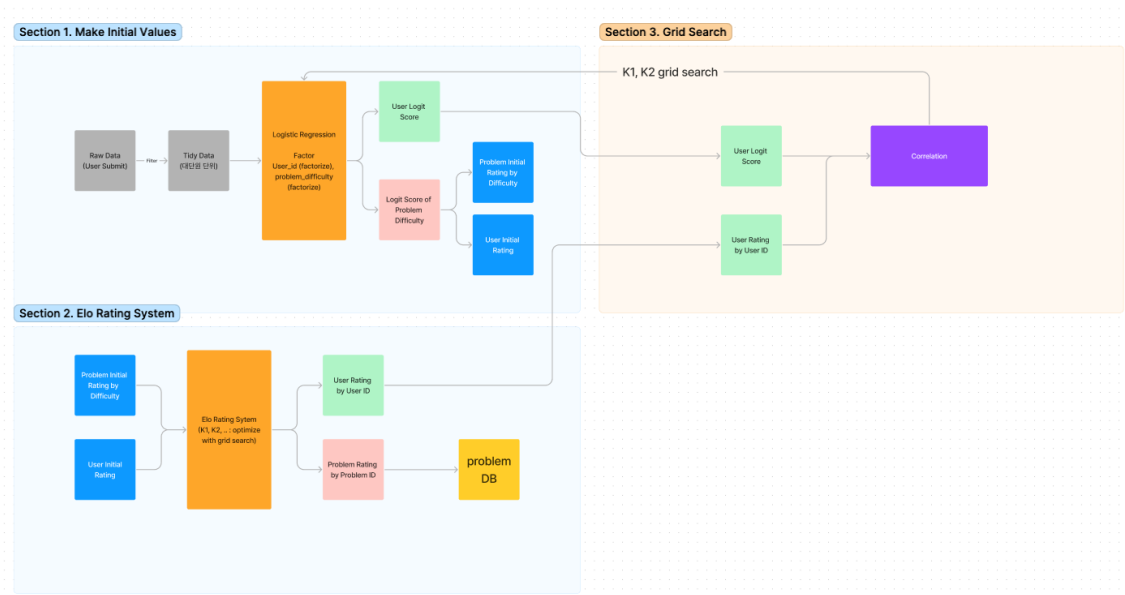 Section 1. Make Initial Values
Raw Data
(User Submit)
Filter
Tidy Data
(대단원 단위)
Logistic Regression
Factor
User_id (factorize),
problem_difficulty
(factorize)
User Logit
Score
Logit Score of
Problem
Difficulty
Problem Initial
Rating by
Difficulty
User Initial
Rating
Section 2. Elo Rating System
Problem Initial
Rating by
Difficulty
User Initial
Rating
Elo Rating Sytem
(K1, K2, .. : optimize
with grid search)
User Rating
by User ID
Problem Rating
by Problem ID
problem
DB
Section 3. Grid Search
K1, K2 grid search
User Logit
Score
User Rating
by User ID
Correlation